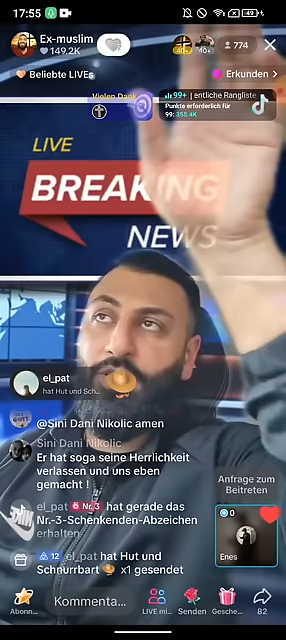 17:55
49
Ex-muslim
149.2K
40+
40+
774
Beliebte LIVEs
Erkunden >
Vielen Dank
99+ | entliche Rangliste
Punkte erforderlich für
99: 355.4K
LIVE
BREAKING
NEWS
el_pat
hat Hut und Sch...
@Sini Dani Nikolic amen
Sini Dani Nikolic
Er hat soga seine Herrlichkeit
verlassen und uns eben
gemacht !
el_pat Nr.3 hat gerade das
Nr.-3-Schenkenden-Abzeichen
erhalten.
12 el_pat hat Hut und
Schnurrbart x1 gesendet
Anfrage zum
Beitreten
0
Enes
Kommenta...
Abonn...
LIVE mi...
Senden
Gesche...
82